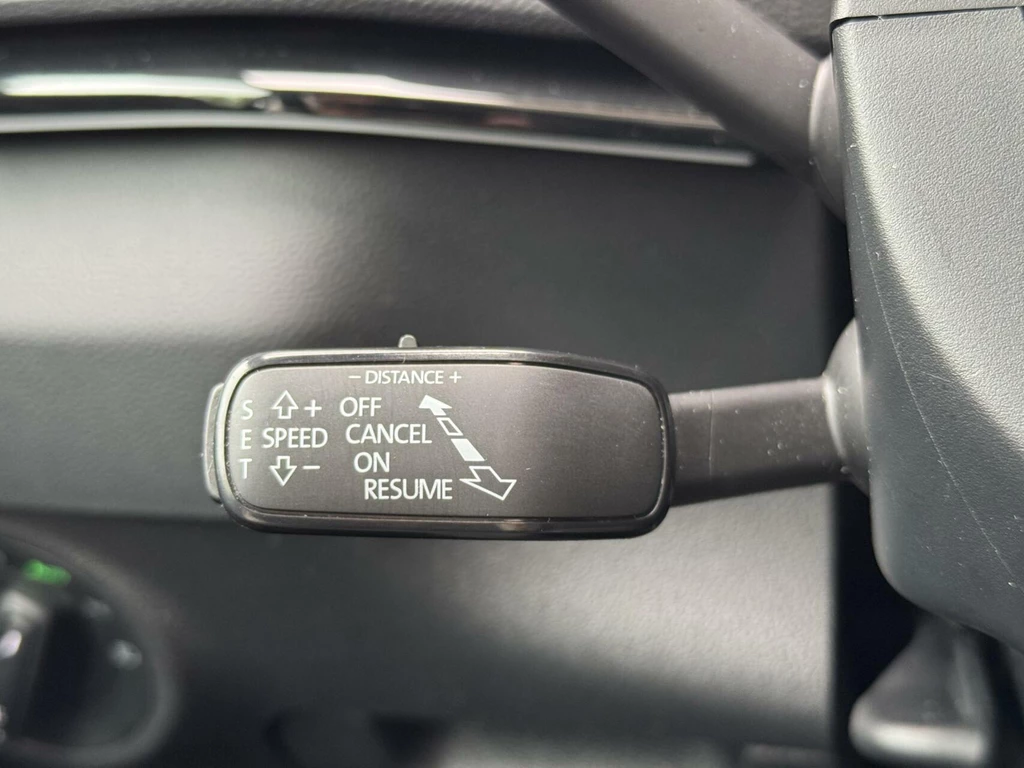 − DISTANCE +
S + OFF
E SPEED CANCEL
T − ON
RESUME